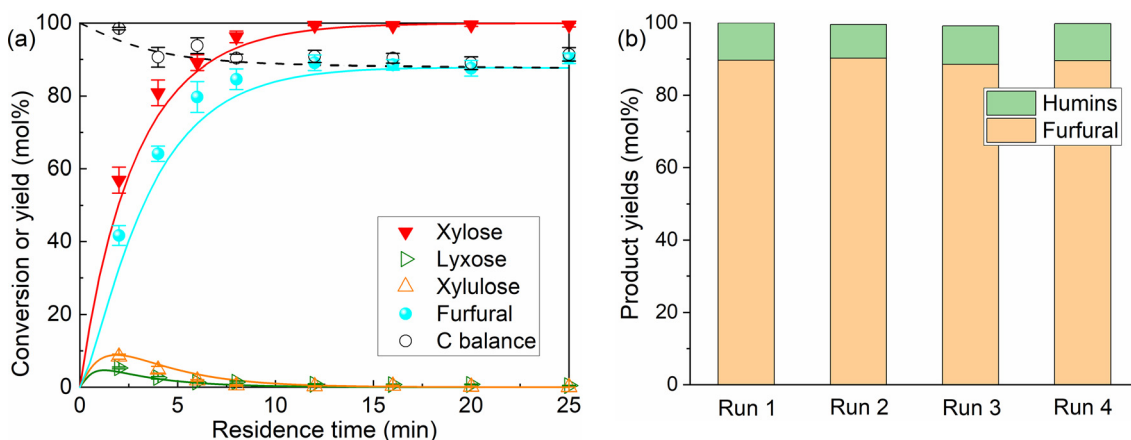 (a)
Conversion or yield (mol%)
100
80
60
40
20
0
0
5
10
15
20
25
Residence time (min)
Xylose
Lyxose
Xylulose
Furfural
C balance
(b)
Product yields (mol%)
100
80
60
40
20
0
Run 1
Run 2
Run 3
Run 4
Humins
Furfural